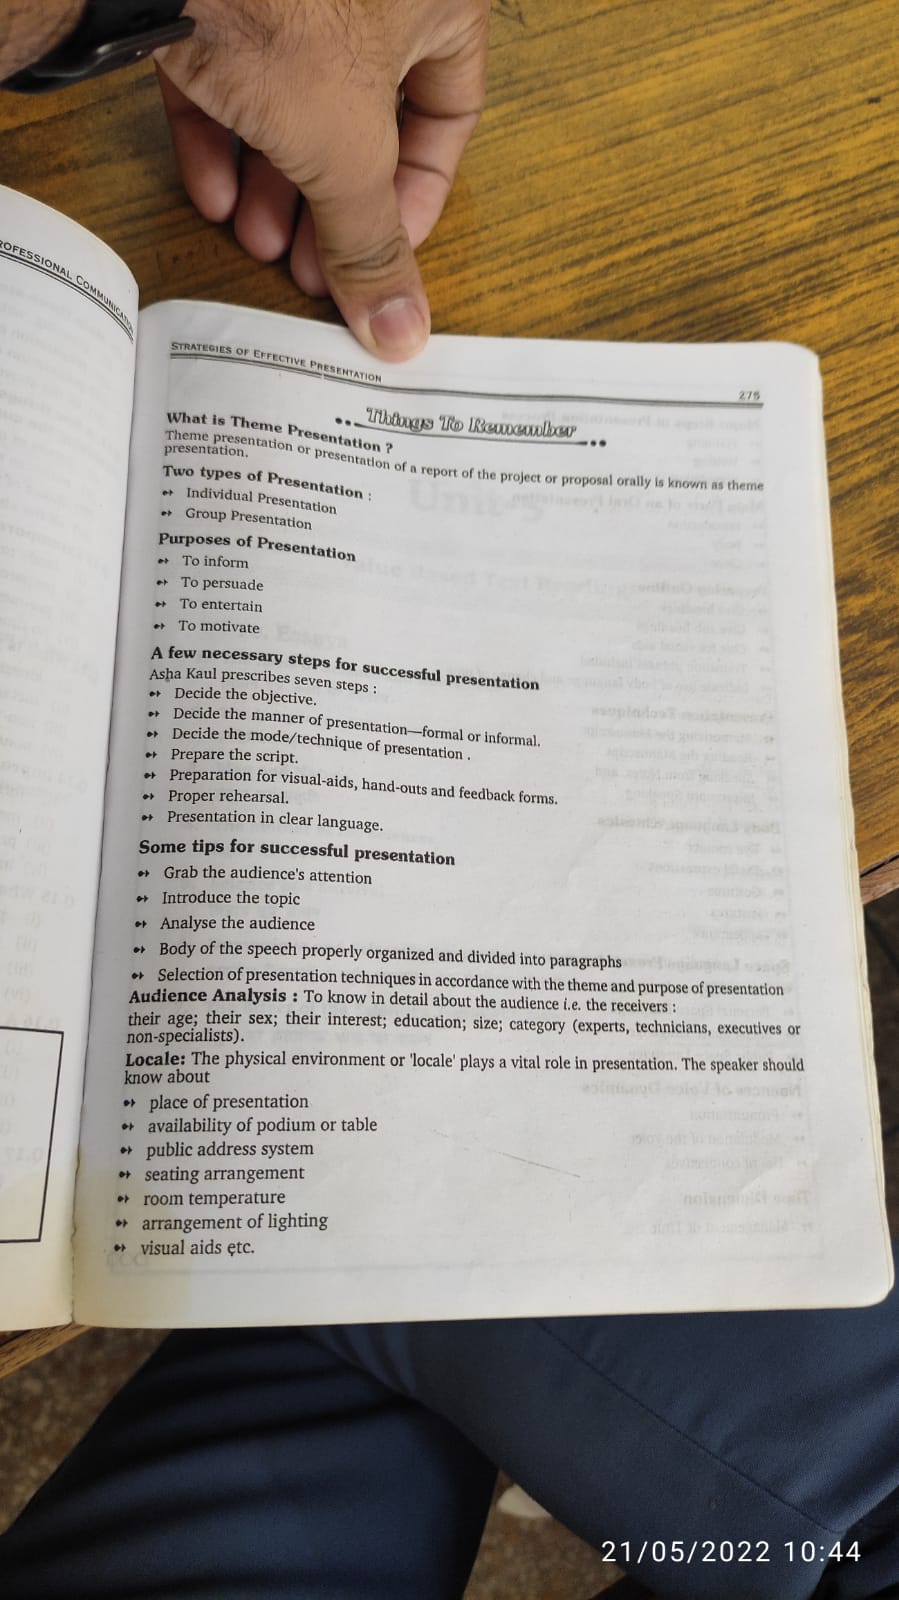 PROFESSIONAL COMMUNICATION
STRATEGIES OF EFFECTIVE PRESENTATION
275
Things To Remember
What is Theme Presentation ?
Theme presentation or presentation of a report of the project or proposal orally is known as theme
presentation.
Two types of Presentation :
Individual Presentation
Group Presentation
Purposes of Presentation
To inform
To persuade
To entertain
To motivate
A few necessary steps for successful presentation
Asha Kaul prescribes seven steps :
Decide the objective.
Decide the manner of presentation—formal or informal.
Decide the mode/technique of presentation .
Prepare the script.
Preparation for visual-aids, hand-outs and feedback forms.
Proper rehearsal.
Presentation in clear language.
Some tips for successful presentation
Grab the audience's attention
Introduce the topic
Analyse the audience
Body of the speech properly organized and divided into paragraphs
Selection of presentation techniques in accordance with the theme and purpose of presentation
Audience Analysis : To know in detail about the audience i.e. the receivers :
their age; their sex; their interest; education; size; category (experts, technicians, executives or
non-specialists).
Locale: The physical environment or 'locale' plays a vital role in presentation. The speaker should
know about
place of presentation
availability of podium or table
public address system
seating arrangement
room temperature
arrangement of lighting
visual aids etc.
21/05/2022 10:44